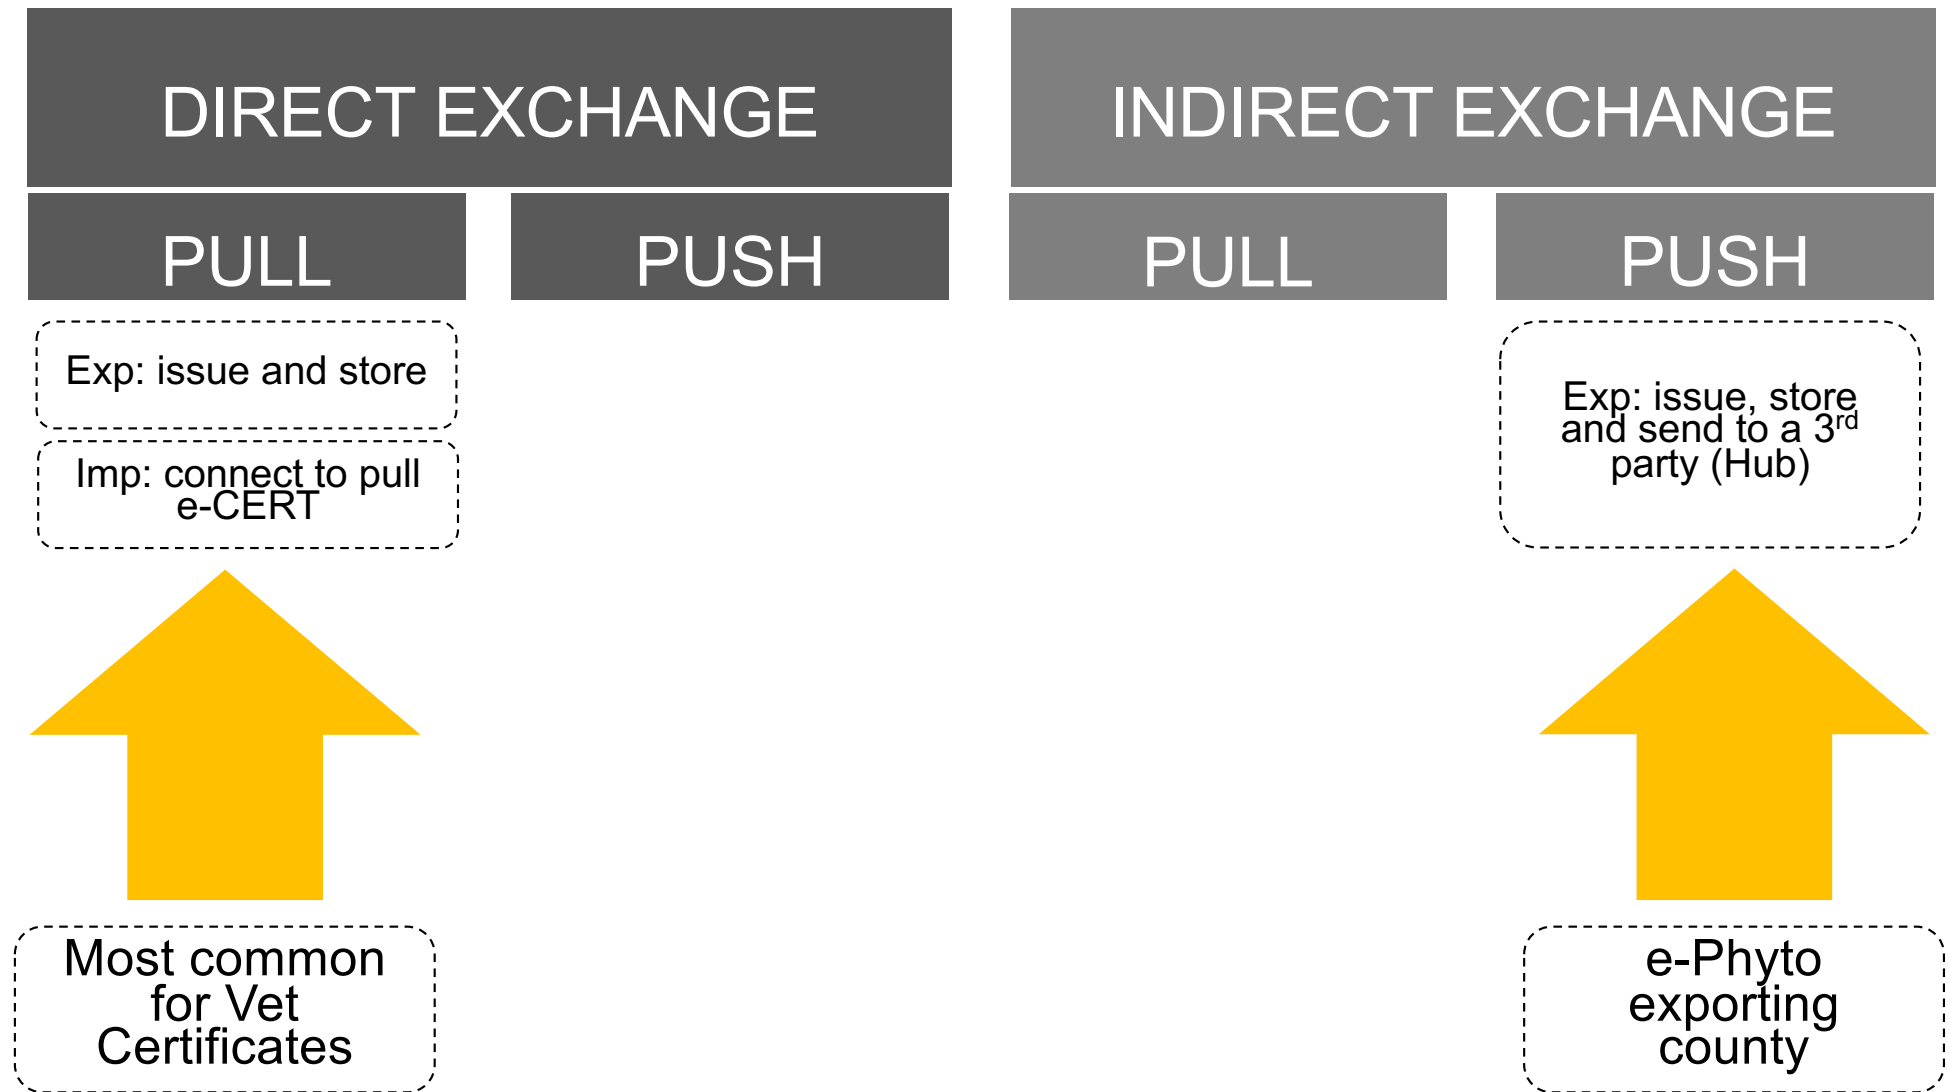 DIRECT EXCHANGE
INDIRECT EXCHANGE
PULL
PUSH
PULL
PUSH
Exp: issue and store
Imp: connect to pull
e-CERT
Exp: issue, store
and send to a 3rd
party (Hub)
Most common
for Vet
Certificates
e-Phyto
exporting
county